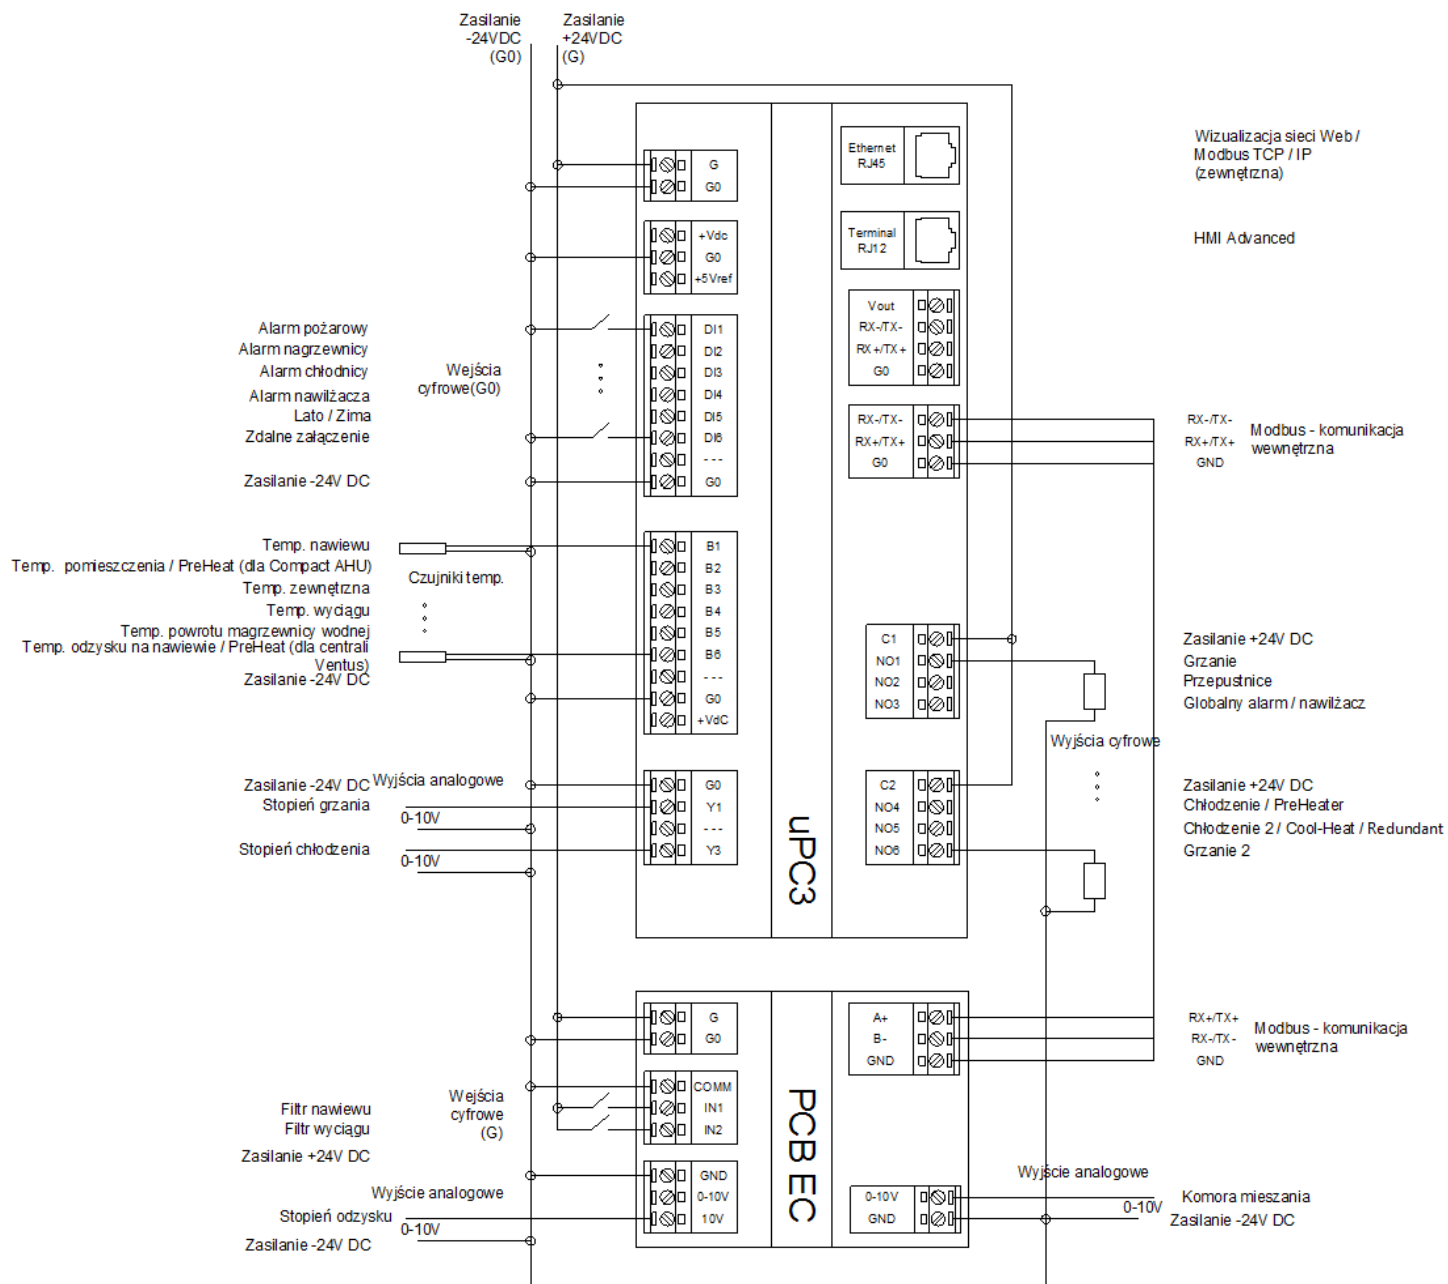 Zasilanie
-24VDC
(G0)
Zasilanie
+24VDC
(G)
G
G0
+Vdc
G0
+5Vref
Alarm pożarowy
Alarm nagrzewnicy
Alarm chłodnicy
Alarm nawilżacza
Lato / Zima
Zdalne załączenie
Zasilanie -24V DC
Wejścia
cyfrowe(G0)
DI1
DI2
DI3
DI4
DI5
DI6
---
G0
Temp. nawiewu
Temp. pomieszczenia / PreHeat (dla Compact AHU)
Temp. zewnętrzna
Temp. wyciągu
Temp. powrotu magrzewnicy wodnej
Temp. odzysku na nawiewie / PreHeat (dla centrali
Ventus)
Zasilanie -24V DC
Czujniki temp.
B1
B2
B3
B4
B5
B6
---
G0
+VdC
Zasilanie -24V DC
Wyjścia analogowe
Stopień grzania
0-10V
Stopień chłodzenia
0-10V
G0
Y1
---
Y3
uPC3
Ethernet
RJ45
Wizualizacja sieci Web /
Modbus TCP / IP
(zewnętrzna)
Terminal
RJ12
HMI Advanced
Vout
RX-/TX-
RX+/TX+
G0
RX-/TX-
RX+/TX+
G0
RX-/TX-
RX+/TX+
GND
Modbus - komunikacja
wewnętrzna
C1
NO1
NO2
NO3
Zasilanie +24V DC
Grzanie
Przepustnice
Globalny alarm / nawilżacz
Wyjścia cyfrowe
C2
NO4
NO5
NO6
Zasilanie +24V DC
Chłodzenie / PreHeater
Chłodzenie 2 / Cool-Heat / Redundant
Grzanie 2
G
G0
Wejścia
cyfrowe
(G)
Filtr nawiewu
Filtr wyciągu
Zasilanie +24V DC
COMM
IN1
IN2
Wyjście analogowe
Stopień odzysku
0-10V
Zasilanie -24V DC
GND
0-10V
10V
PCB EC
A+
B-
GND
RX+/TX+
RX-/TX-
GND
Modbus - komunikacja
wewnętrzna
Wyjście analogowe
0-10V
GND
0-10V
Komora mieszania
Zasilanie -24V DC